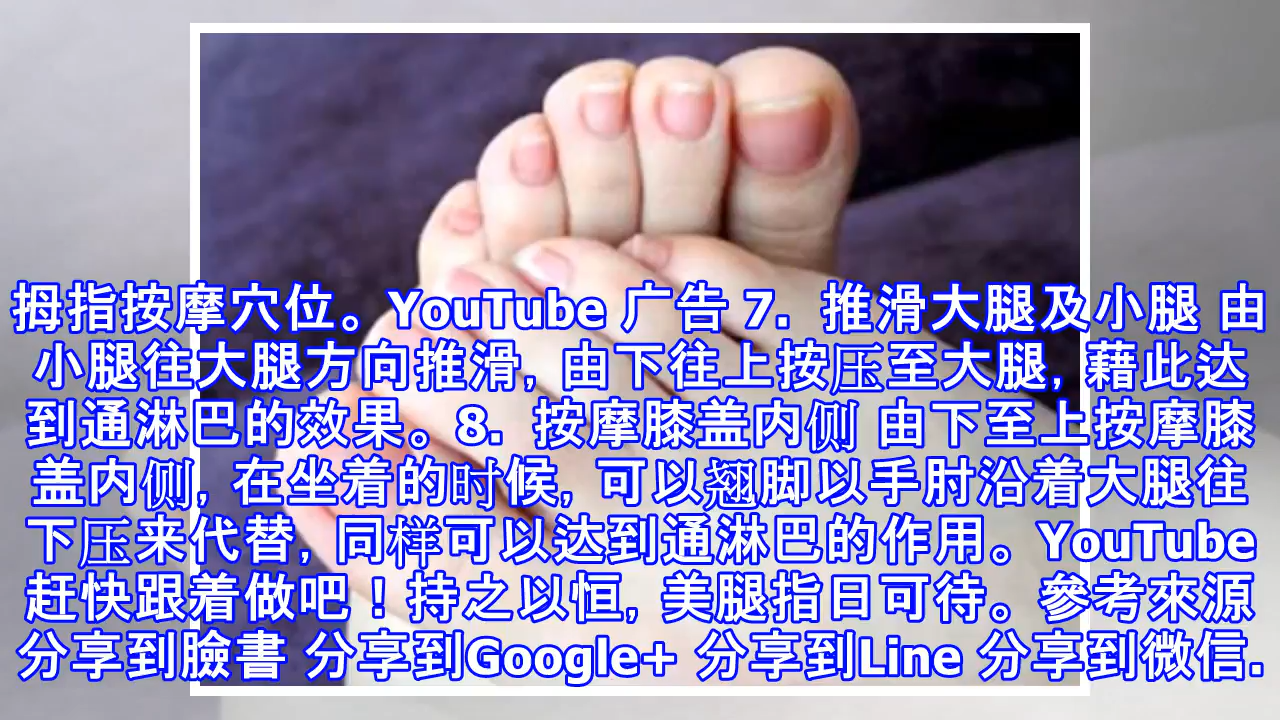 拇指按摩穴位。YouTube 广告 7. 推滑大腿及小腿 由
小腿往大腿方向推滑, 由下往上按压至大腿, 藉此达
到通淋巴的效果。8. 按摩膝盖内侧 由下至上按摩膝
盖内侧, 在坐着的时候, 可以翘脚以手肘沿着大腿往
下压来代替, 同样可以达到通淋巴的作用。YouTube
赶快跟着做吧！持之以恒, 美腿指日可待。參考來源
分享到臉書 分享到Google+ 分享到Line 分享到微信.